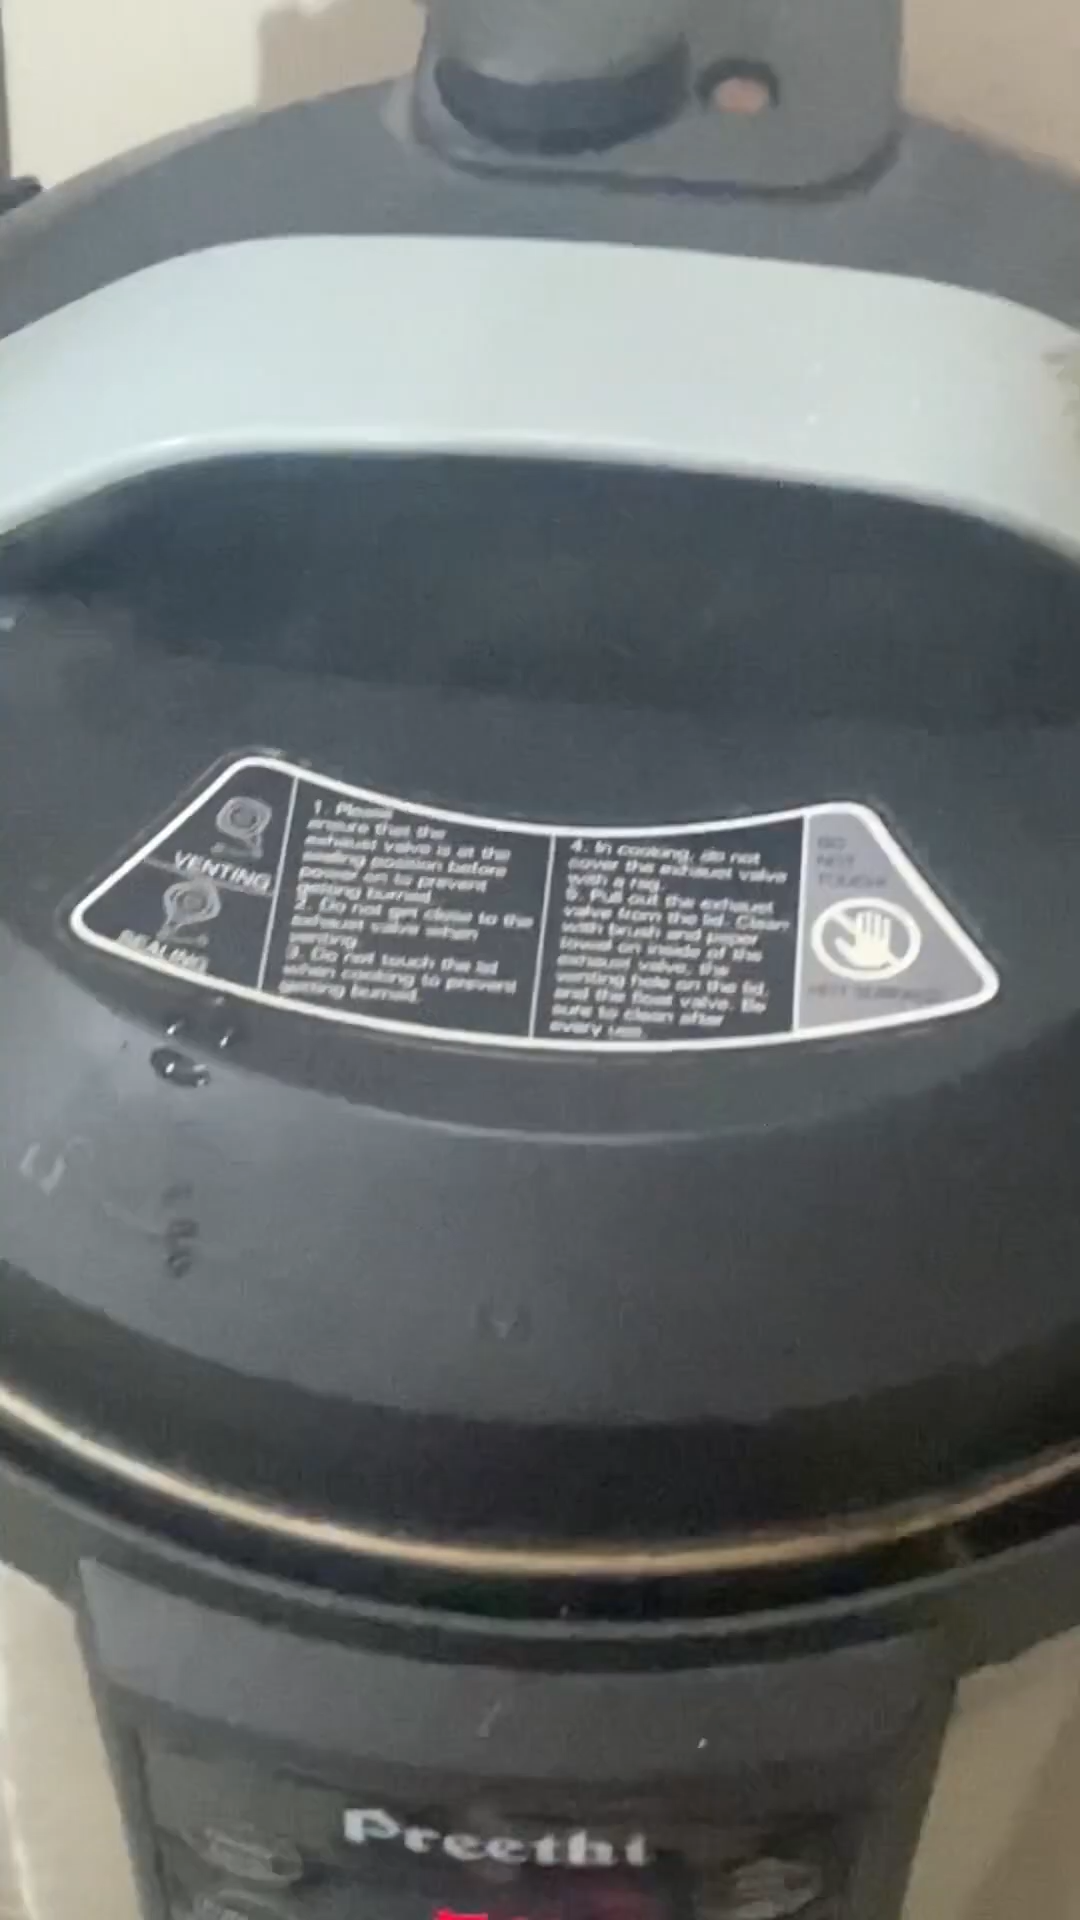 VENTING
SEALING
1. Please
ensure that the
exhaust valve is at the
sealing position before
power on to prevent
getting burned.
2. Do not get close to the
exhaust valve when
venting.
3. Do not touch the lid
when cooking to prevent
getting burned.
4. In cooking, do not
cover the exhaust valve
with a rag.
5. Pull out the exhaust
valve from the lid. Clean
with brush and paper
towel on inside of the
exhaust valve, the
venting hole on the lid,
and the float valve. Be
sure to clean after
every use.
DO
NOT
TOUCH!
HOT SURFACE
Preethi